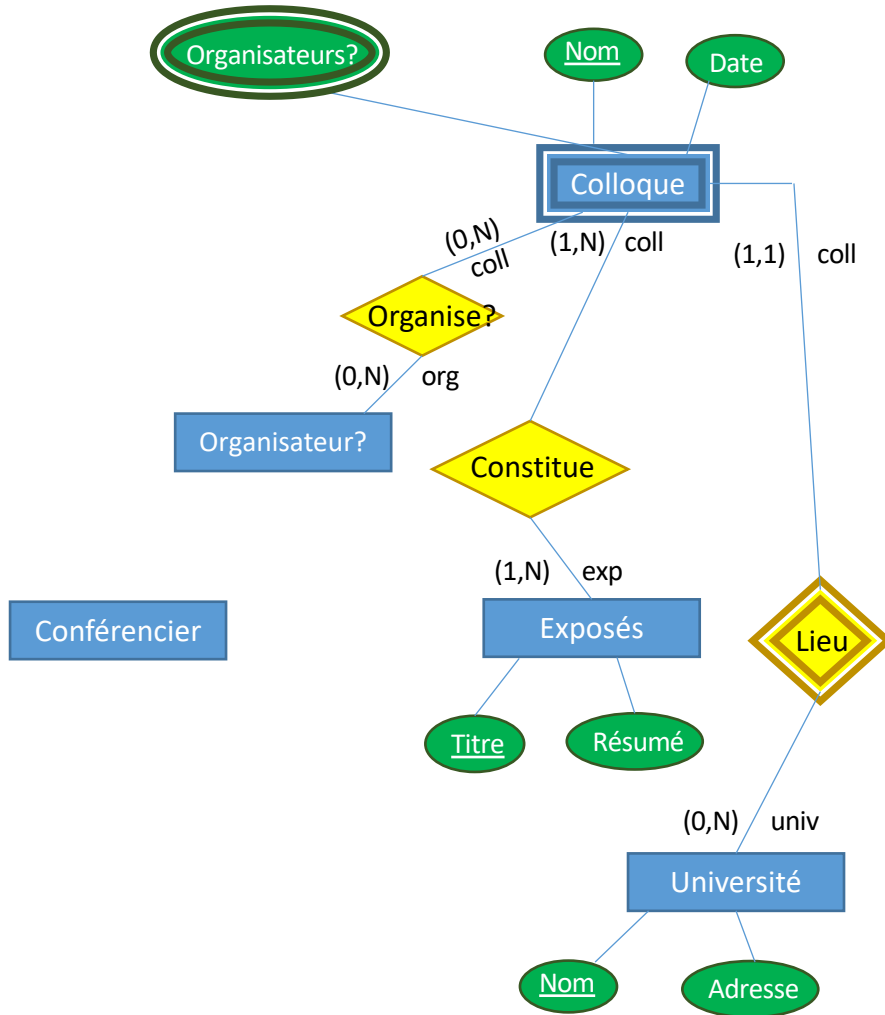 Organisateurs?
Nom
Date
Colloque
(0,N)
coll
(1,N) coll
(1,1) coll
Organise?
(0,N) org
Organisateur?
Constitue
(1,N) exp
Conférencier
Exposés
Lieu
Titre
Résumé
(0,N) univ
Université
Nom
Adresse